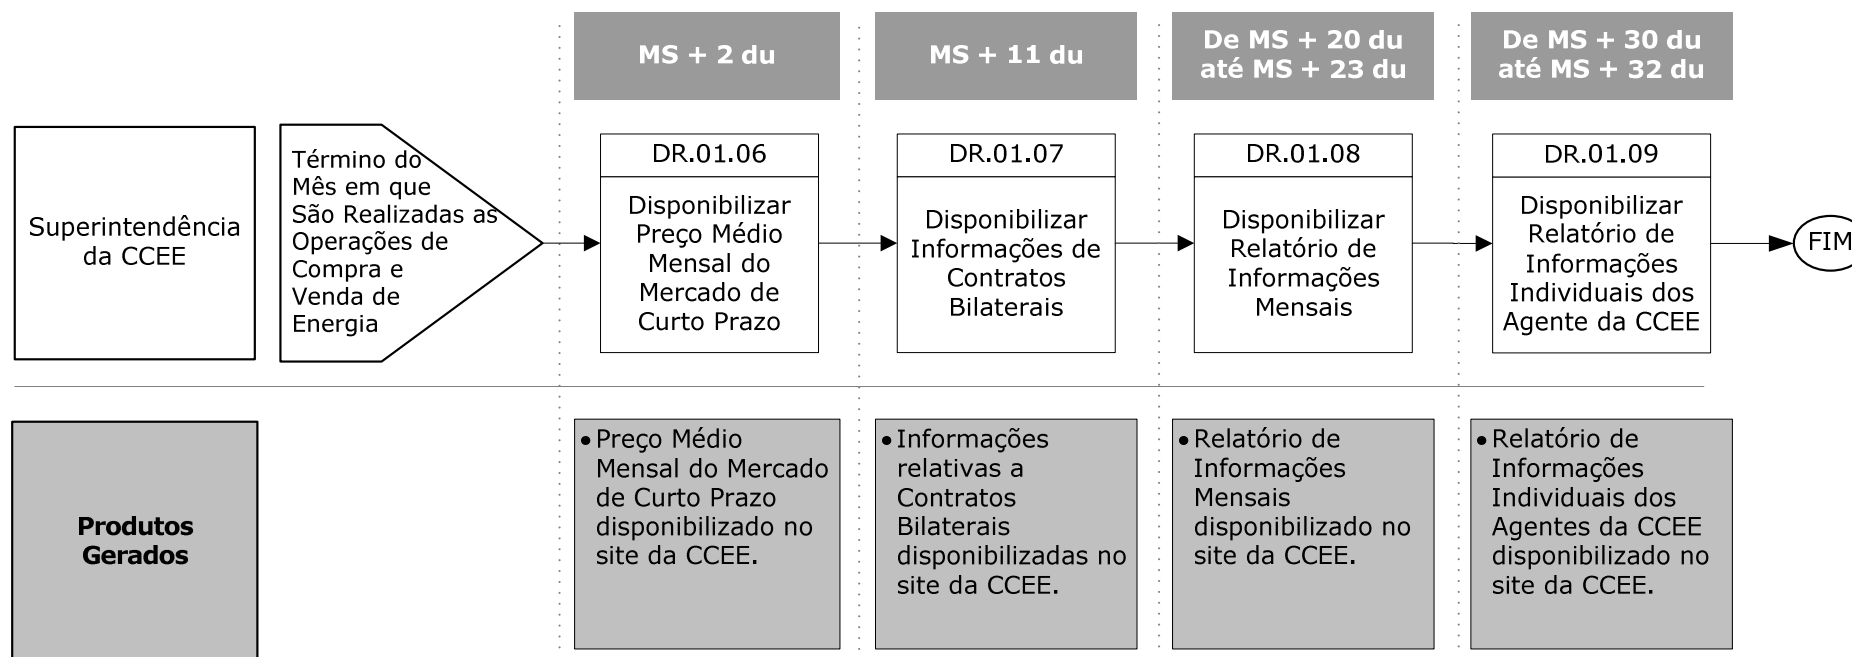 MS + 2 du
MS + 11 du
De MS + 20 du
até MS + 23 du
De MS + 30 du
até MS + 32 du
Superintendência
da CCEE
Término do
Mês em que
São Realizadas as
Operações de
Compra e
Venda de
Energia
DR.01.06
Disponibilizar
Preço Médio
Mensal do
Mercado de
Curto Prazo
DR.01.07
Disponibilizar
Informações de
Contratos
Bilaterais
DR.01.08
Disponibilizar
Relatório de
Informações
Mensais
DR.01.09
Disponibilizar
Relatório de
Informações
Individuais dos
Agente da CCEE
FIM
Produtos
Gerados
• Preço Médio
Mensal do Mercado
de Curto Prazo
disponibilizado no
site da CCEE.
• Informações
relativas a
Contratos
Bilaterais
disponibilizadas no
site da CCEE.
• Relatório de
Informações
Mensais
disponibilizado no
site da CCEE.
• Relatório de
Informações
Individuais dos
Agentes da CCEE
disponibilizado no
site da CCEE.